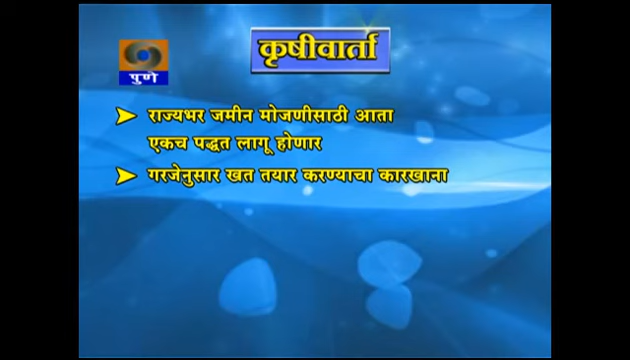 कृषीवार्ता
पुणे
राज्यभर जमीन मोजणीसाठी आता
एकच पद्धत लागू होणार
गरजेनुसार खत तयार करण्याचा कारखाना